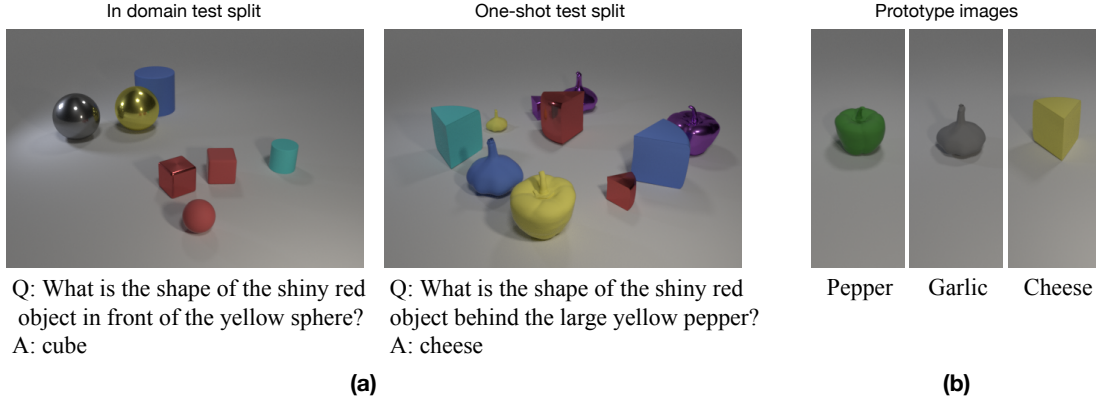 In domain test split
One-shot test split
Prototype images
Q: What is the shape of the shiny red
object in front of the yellow sphere?
A: cube
Q: What is the shape of the shiny red
object behind the large yellow pepper?
A: cheese
Pepper
Garlic
Cheese
(a)
(b)